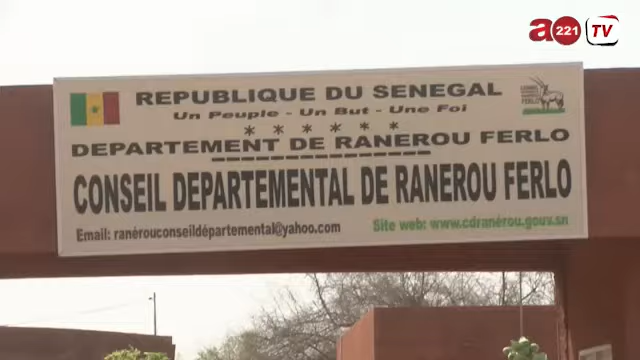 a 221 TV
REPUBLIQUE DU SENEGAL
Un Peuple - Un But - Une Foi
* * * * * *
DEPARTEMENT DE RANEROU FERLO
CONSEIL DEPARTEMENTAL DE RANEROU FERLO
Email: ranérouconseildépartemental@yahoo.com
Site web: www.cdranérou.gouv.sn